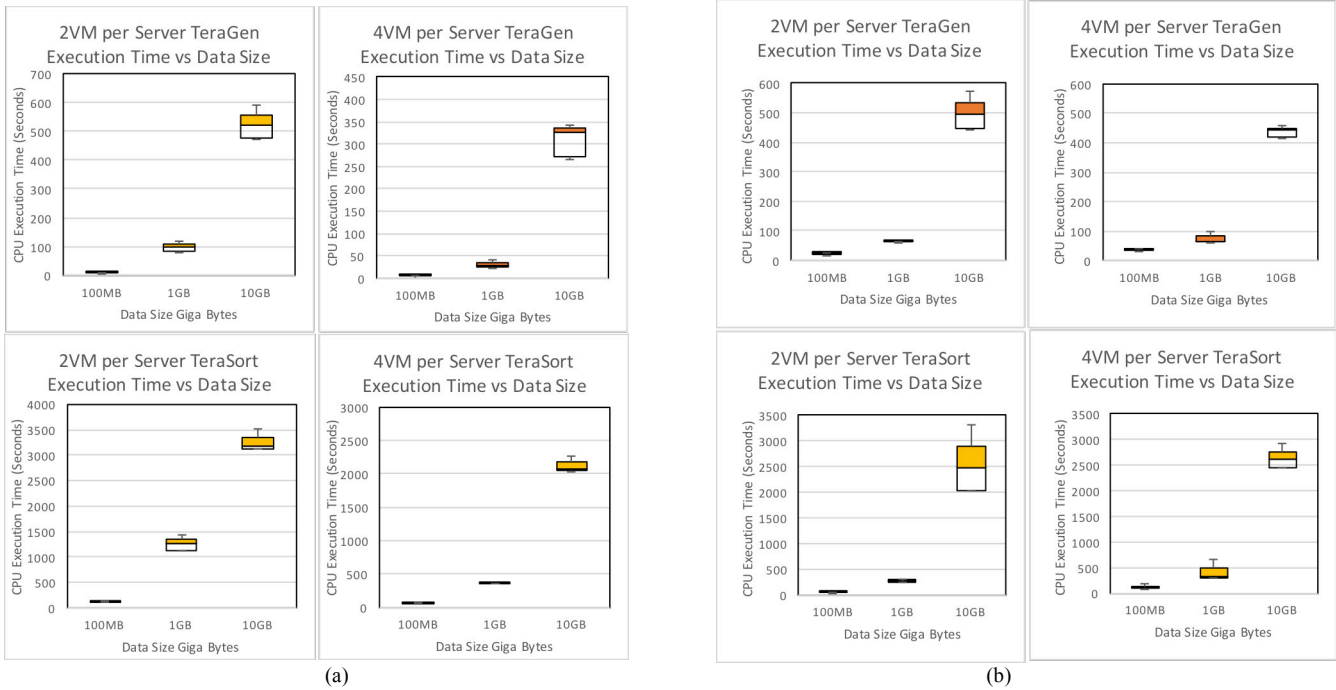 2VM per Server TeraGen
Execution Time vs Data Size
CPU Execution Time (Seconds)
700
600
500
400
300
200
100
0
100MB
1GB
10GB
Data Size Giga Bytes
4VM per Server TeraGen
Execution Time vs Data Size
CPU Execution Time (Seconds)
450
400
350
300
250
200
150
100
50
0
100MB
1GB
10GB
Data Size Giga Bytes
2VM per Server TeraSort
Execution Time vs Data Size
CPU Execution Time (Seconds)
4000
3500
3000
2500
2000
1500
1000
500
0
100MB
1GB
10GB
Data Size Giga Bytes
4VM per Server TeraSort
Execution Time vs Data Size
CPU Execution Time (Seconds)
3000
2500
2000
1500
1000
500
0
100MB
1GB
10GB
Data Size Giga Bytes
(a)
2VM per Server TeraGen
Execution Time vs Data Size
CPU Execution Time (Seconds)
600
500
400
300
200
100
0
100MB
1GB
10GB
Data Size Giga Bytes
4VM per Server TeraGen
Execution Time vs Data Size
CPU Execution Time (Seconds)
600
500
400
300
200
100
0
100MB
1GB
10GB
Data Size Giga Bytes
2VM per Server TeraSort
Execution Time vs Data Size
CPU Execution Time (Seconds)
3500
3000
2500
2000
1500
1000
500
0
100MB
1GB
10GB
Data Size Giga Bytes
4VM per Server TeraSort
Execution Time vs Data Size
CPU Execution Time (Seconds)
3500
3000
2500
2000
1500
1000
500
0
100MB
1GB
10GB
Data Size Giga Bytes
(b)